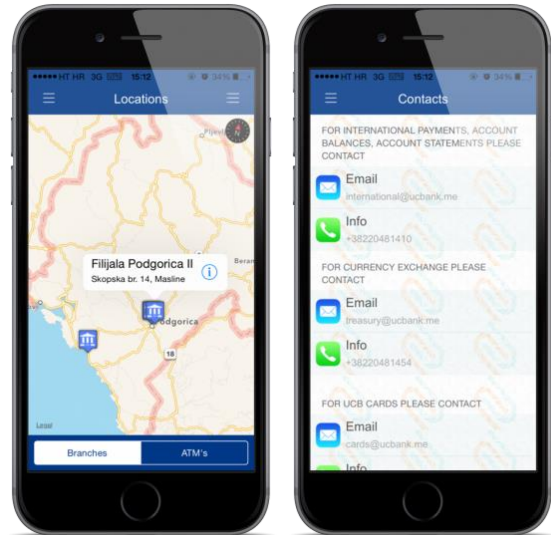 HT HR 3G 15:12 34%
Locations
Pljevlja
Filijala Podgorica II
Skopska br. 14, Masline
Beran
odgorica
18
Legal
Branches
ATM's
HT HR 3G 15:12 34%
Contacts
FOR INTERNATIONAL PAYMENTS, ACCOUNT
BALANCES, ACCOUNT STATEMENTS PLEASE
CONTACT
Email
international@ucbank.me
Info
+38220481410
FOR CURRENCY EXCHANGE PLEASE
CONTACT
Email
treasury@ucbank.me
Info
+38220481454
FOR UCB CARDS PLEASE CONTACT
Email
cards@ucbank.me
Info